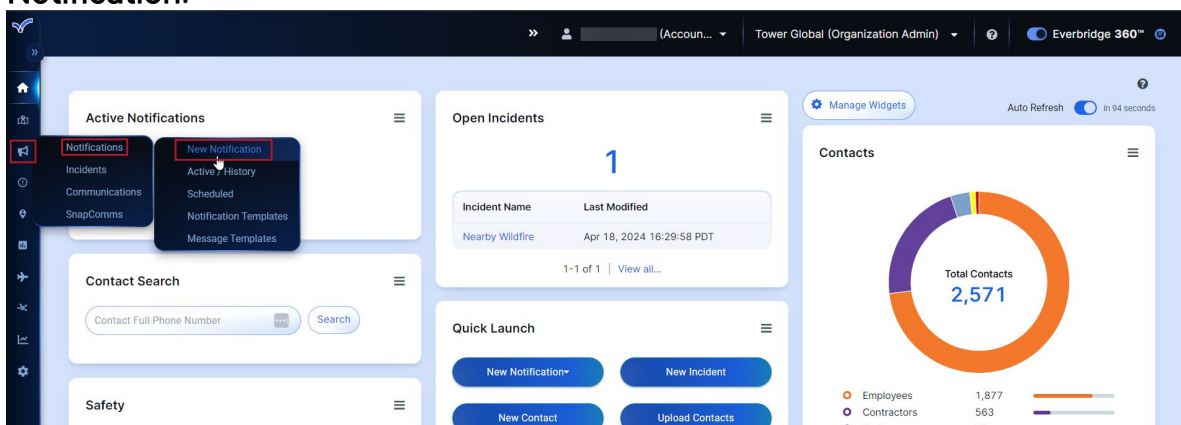 Notification.
(Accoun...
Tower Global (Organization Admin)
Everbridge 360™
Manage Widgets
Auto Refresh
in 94 seconds
Active Notifications
Notifications
Incidents
Communications
SnapComms
New Notification
Active / History
Scheduled
Notification Templates
Message Templates
Contact Search
Contact Full Phone Number
Search
Safety
Open Incidents
1
Incident Name Last Modified
Nearby Wildfire Apr 18, 2024 16:29:58 PDT
1-1 of 1 | View all...
Quick Launch
New Notification
New Incident
New Contact
Upload Contacts
Contacts
Total Contacts
2,571
Employees 1,877
Contractors 563